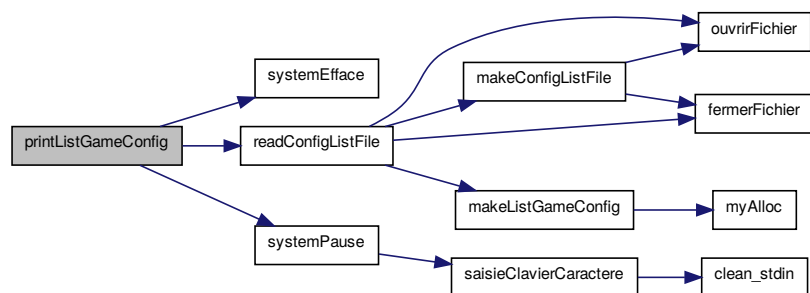 ouvrirFichier
systemEfface
makeConfigListFile
fermerFichier
printListGameConfig
readConfigListFile
makeListGameConfig
myAlloc
systemPause
saisieClavierCaractere
clean_stdin